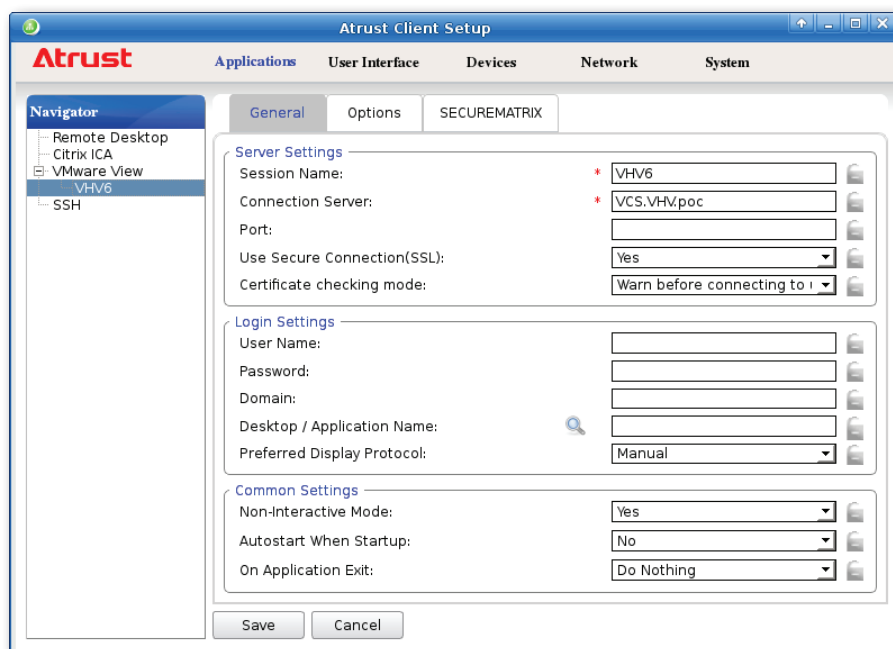 Atrust Client Setup
Atrust
Applications User Interface Devices Network System
Navigator
Remote Desktop
Citrix ICA
VMware View
VHV6
SSH
General Options SECUREMATRIX
Server Settings
Session Name: * VHV6
Connection Server: * VCS.VHV.poc
Port:
Use Secure Connection(SSL): Yes
Certificate checking mode: Warn before connecting to
Login Settings
User Name:
Password:
Domain:
Desktop / Application Name:
Preferred Display Protocol: Manual
Common Settings
Non-Interactive Mode: Yes
Autostart When Startup: No
On Application Exit: Do Nothing
Save Cancel